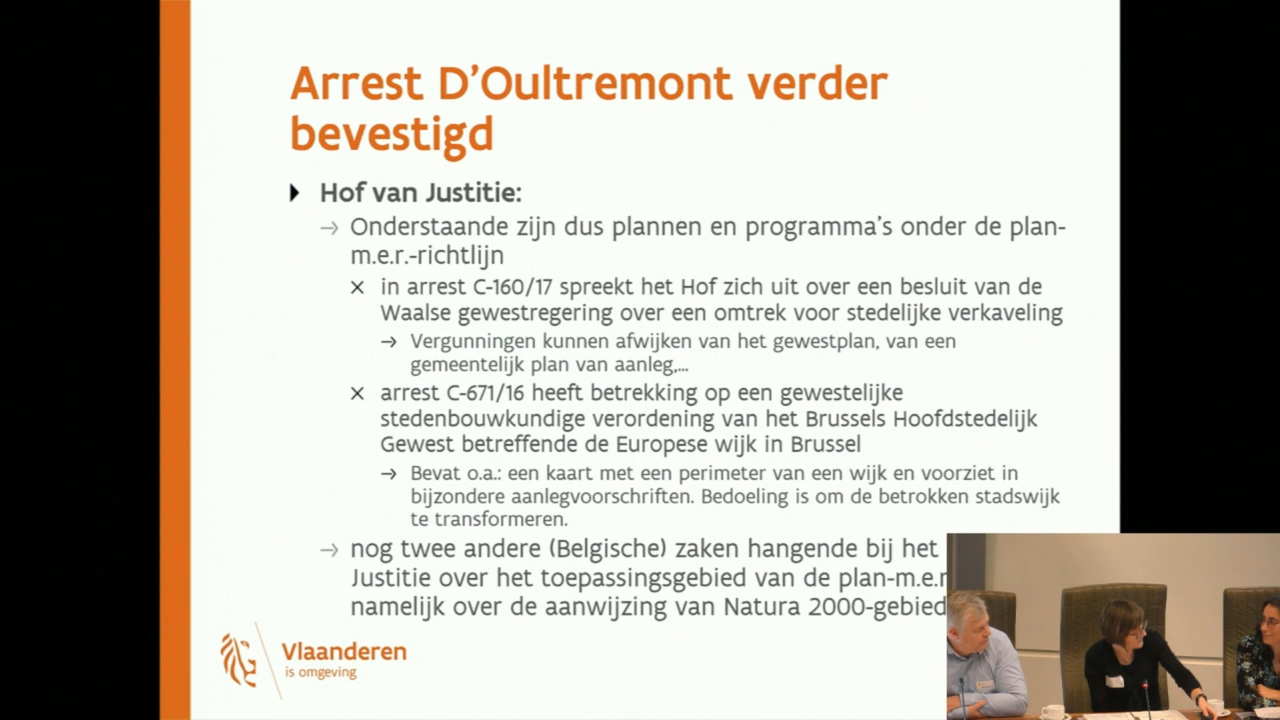 Arrest D'Oultremont verder
bevestigd
Hof van Justitie:
→ Onderstaande zijn dus plannen en programma's onder de plan-
m.e.r.-richtlijn
× in arrest C-160/17 spreekt het Hof zich uit over een besluit van de
Waalse gewestregering over een omtrek voor stedelijke verkaveling
→ Vergunningen kunnen afwijken van het gewestplan, van een
gemeentelijk plan van aanleg,...
× arrest C-671/16 heeft betrekking op een gewestelijke
stedenbouwkundige verordening van het Brussels Hoofdstedelijk
Gewest betreffende de Europese wijk in Brussel
→ Bevat o.a.: een kaart met een perimeter van een wijk en voorziet in
bijzondere aanlegvoorschriften. Bedoeling is om de betrokken stadswijk
te transformeren.
→ nog twee andere (Belgische) zaken hangende bij het
Justitie over het toepassingsgebied van de plan-m.e.r
namelijk over de aanwijzing van Natura 2000-gebied
Vlaanderen
is omgeving